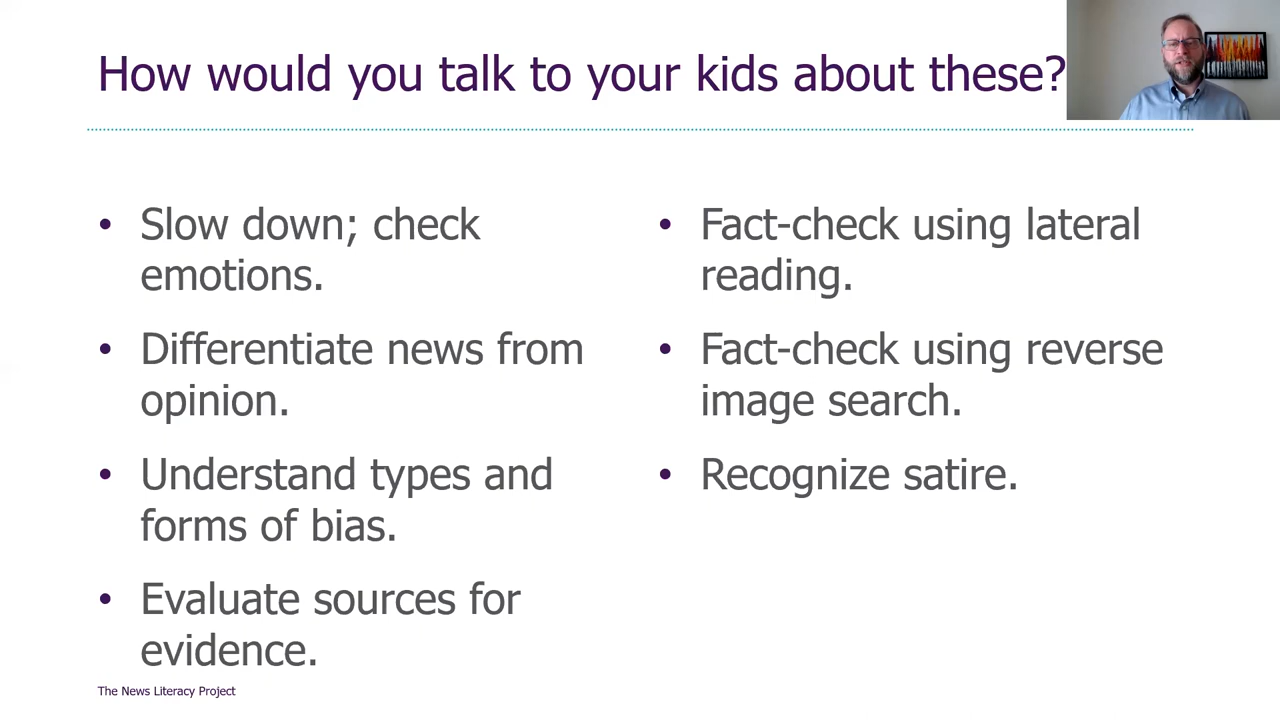 How would you talk to your kids about these?
• Slow down; check
emotions.
• Differentiate news from
opinion.
• Understand types and
forms of bias.
• Evaluate sources for
evidence.
• Fact-check using lateral
reading.
• Fact-check using reverse
image search.
• Recognize satire.
The News Literacy Project